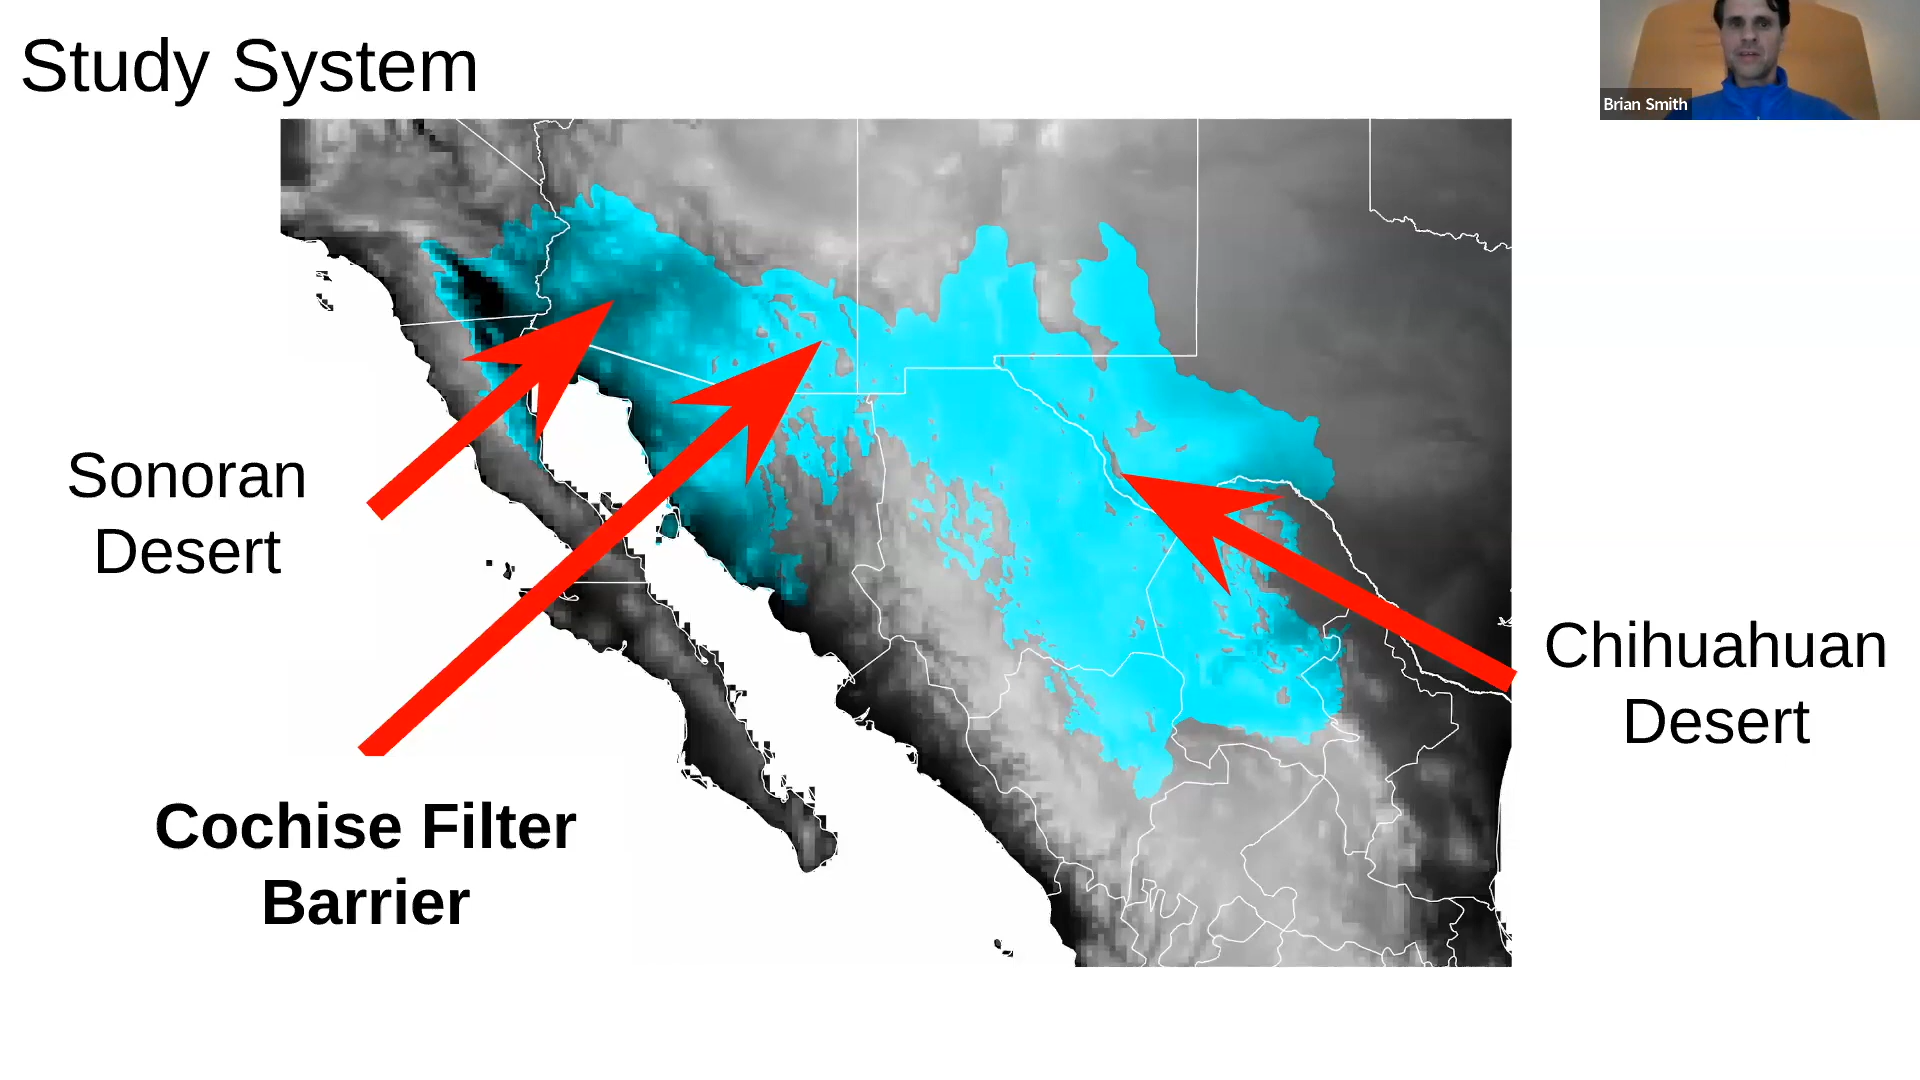 Study System
Brian Smith
Sonoran
Desert
Chihuahuan
Desert
Cochise Filter
Barrier